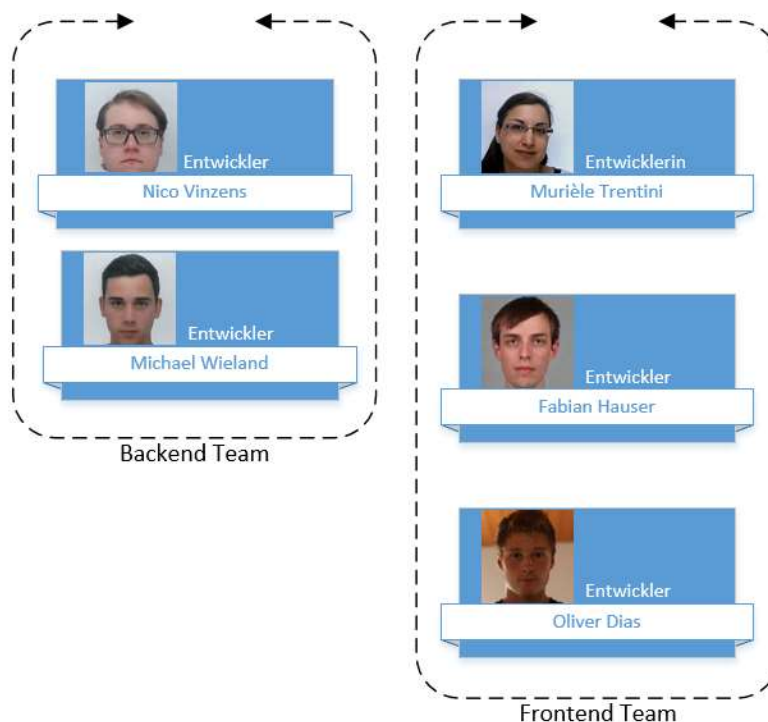 Entwickler
Nico Vinzens
Entwickler
Michael Wieland
Backend Team
Entwicklerin
Murièle Trentini
Entwickler
Fabian Hauser
Entwickler
Oliver Dias
Frontend Team